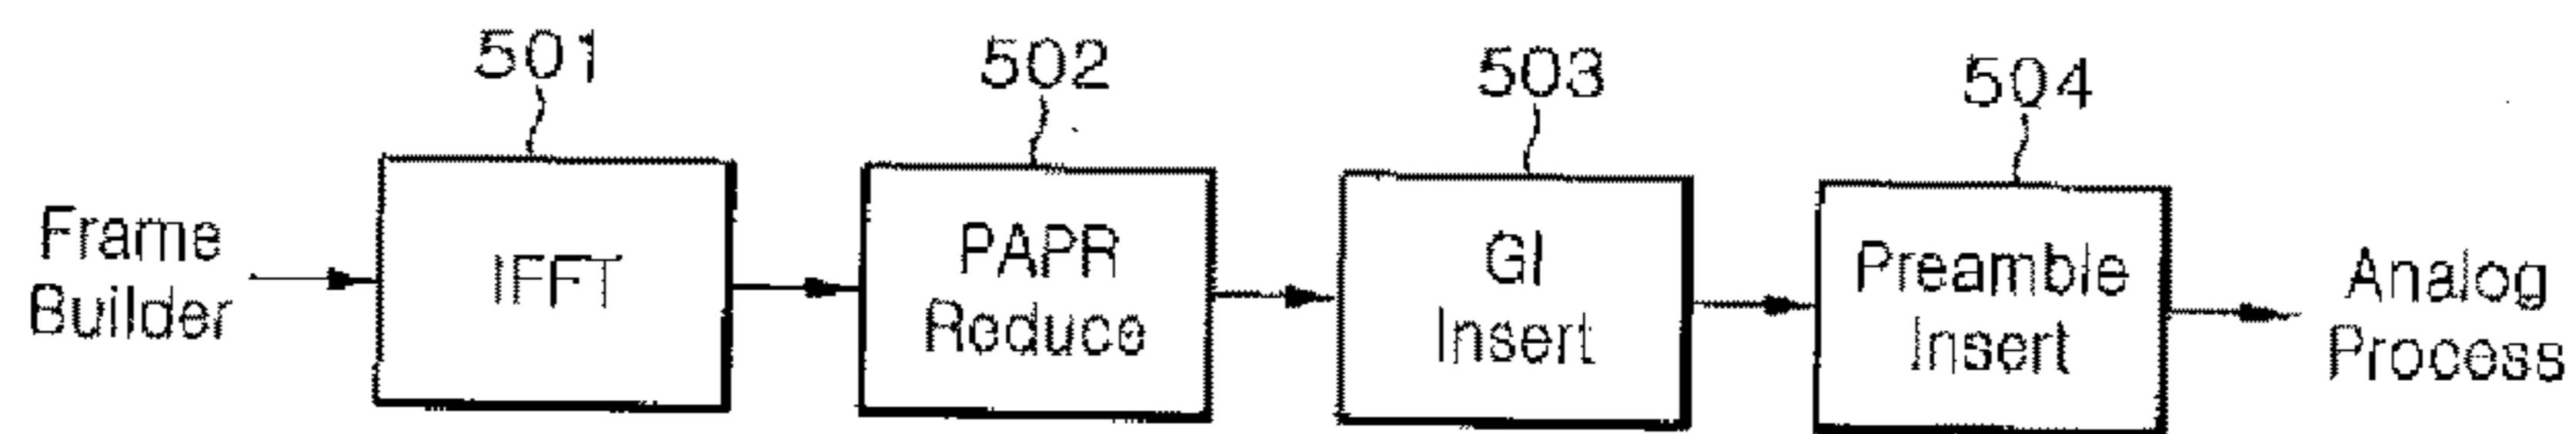 501
502
503
504
Frame
Builder
IFFT
PAPR
Reduce
GI
Insert
Preamble
Insert
Analog
Process